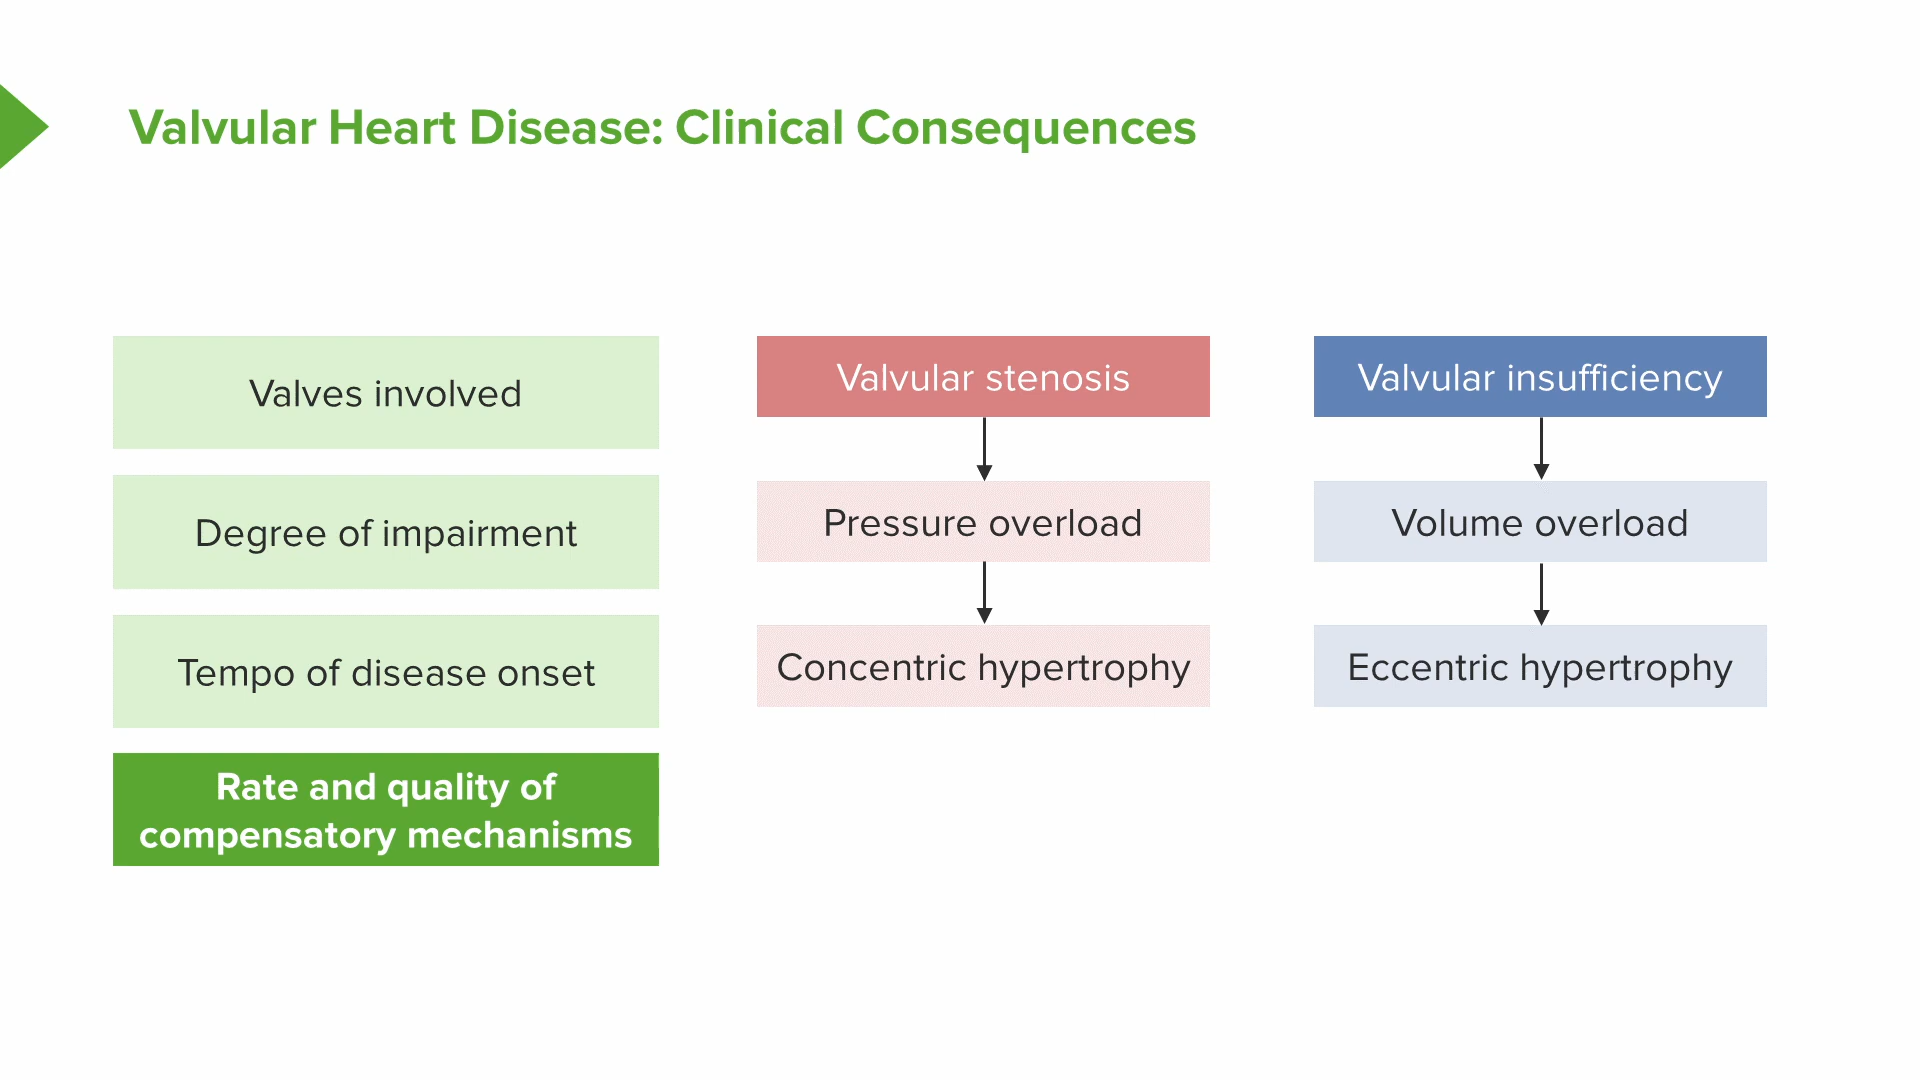 Valvular Heart Disease: Clinical Consequences
Valves involved
Degree of impairment
Tempo of disease onset
Rate and quality of
compensatory mechanisms
Valvular stenosis
Pressure overload
Concentric hypertrophy
Valvular insufficiency
Volume overload
Eccentric hypertrophy